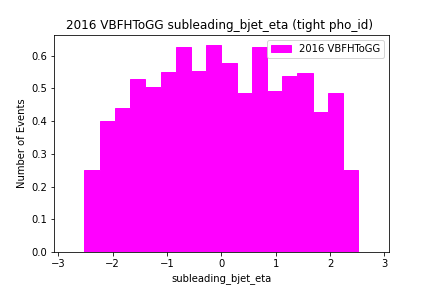 2016 VBFHToGG subleading_bjet_eta (tight pho_id)
2016 VBFHToGG
Number of Events
0.6
0.5
0.4
0.3
0.2
0.1
0.0
−3 −2 −1 0 1 2 3
subleading_bjet_eta